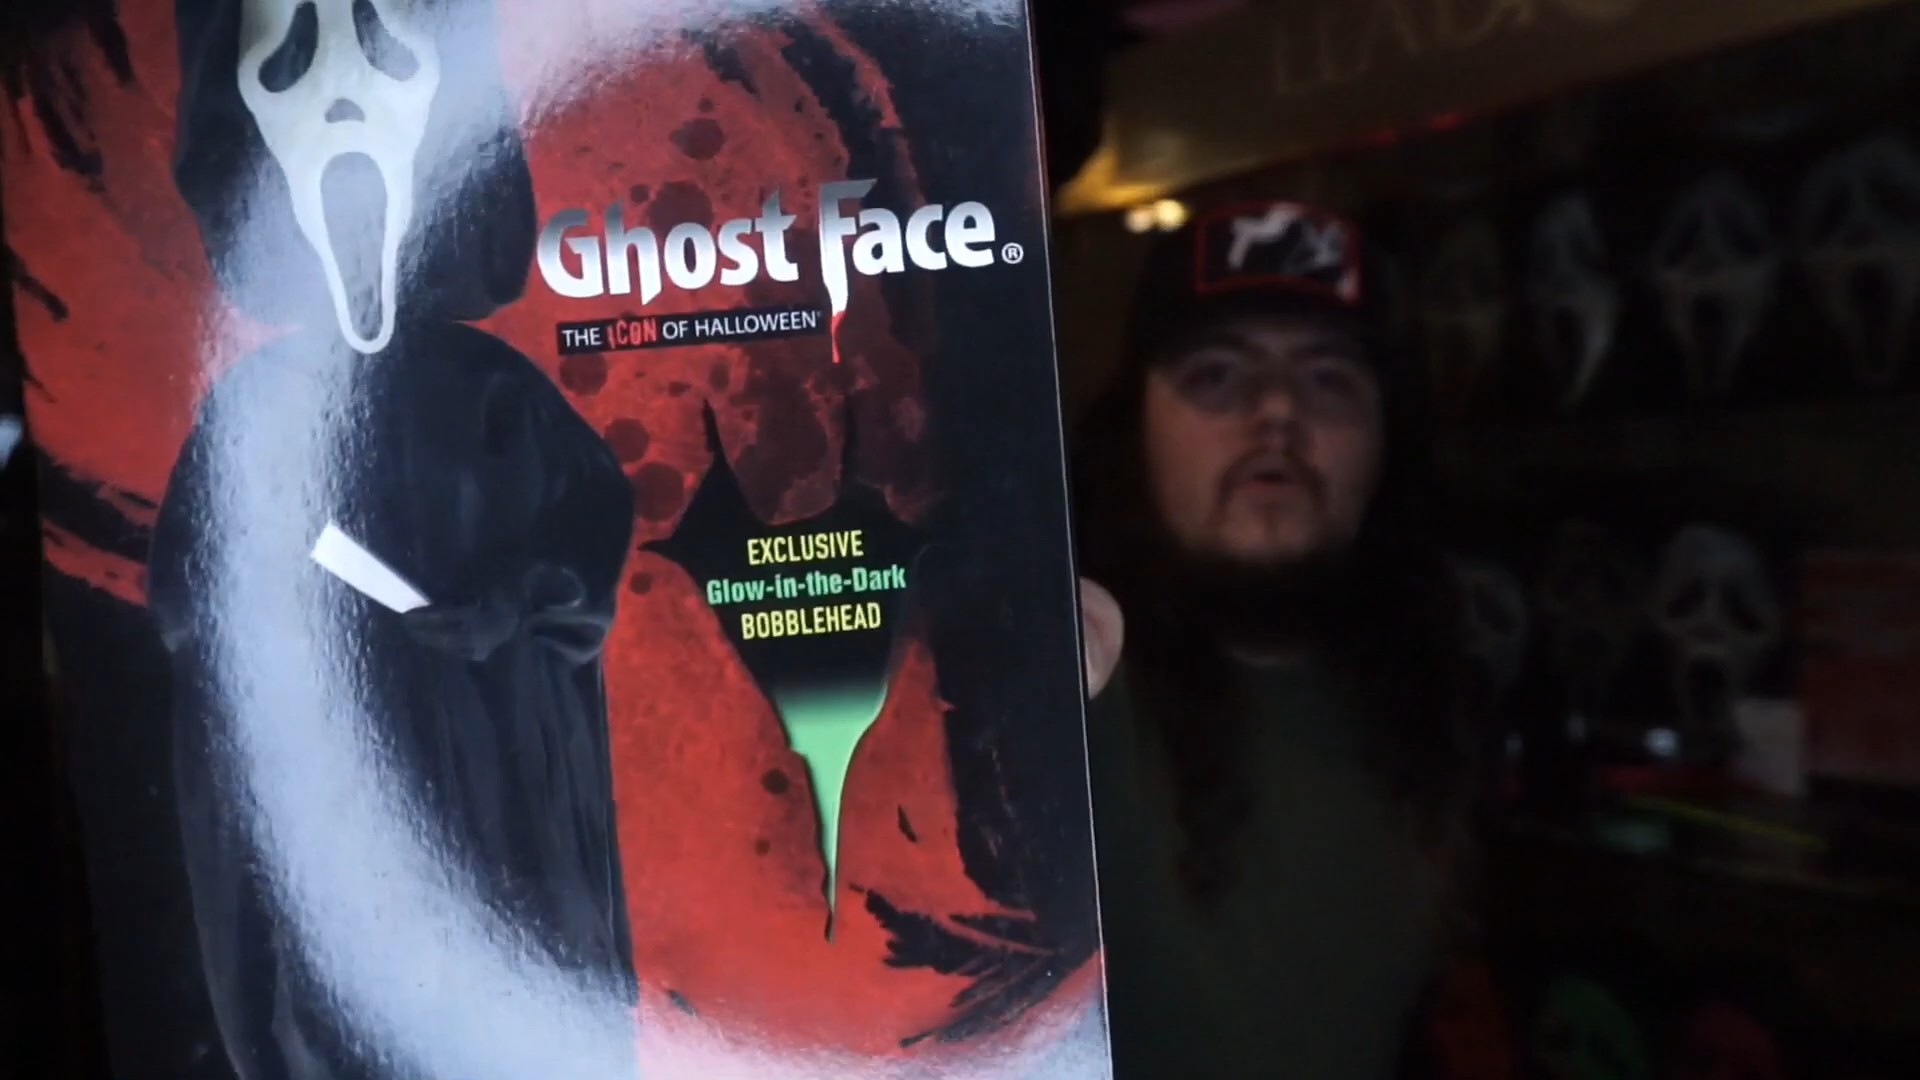 Ghost Face®
THE ICON OF HALLOWEEN
EXCLUSIVE
Glow-in-the-Dark
BOBBLEHEAD